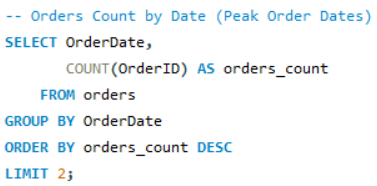 -- Orders Count by Date (Peak Order Dates)
SELECT OrderDate,
       COUNT(OrderID) AS orders_count
    FROM orders
GROUP BY OrderDate
ORDER BY orders_count DESC
LIMIT 2;